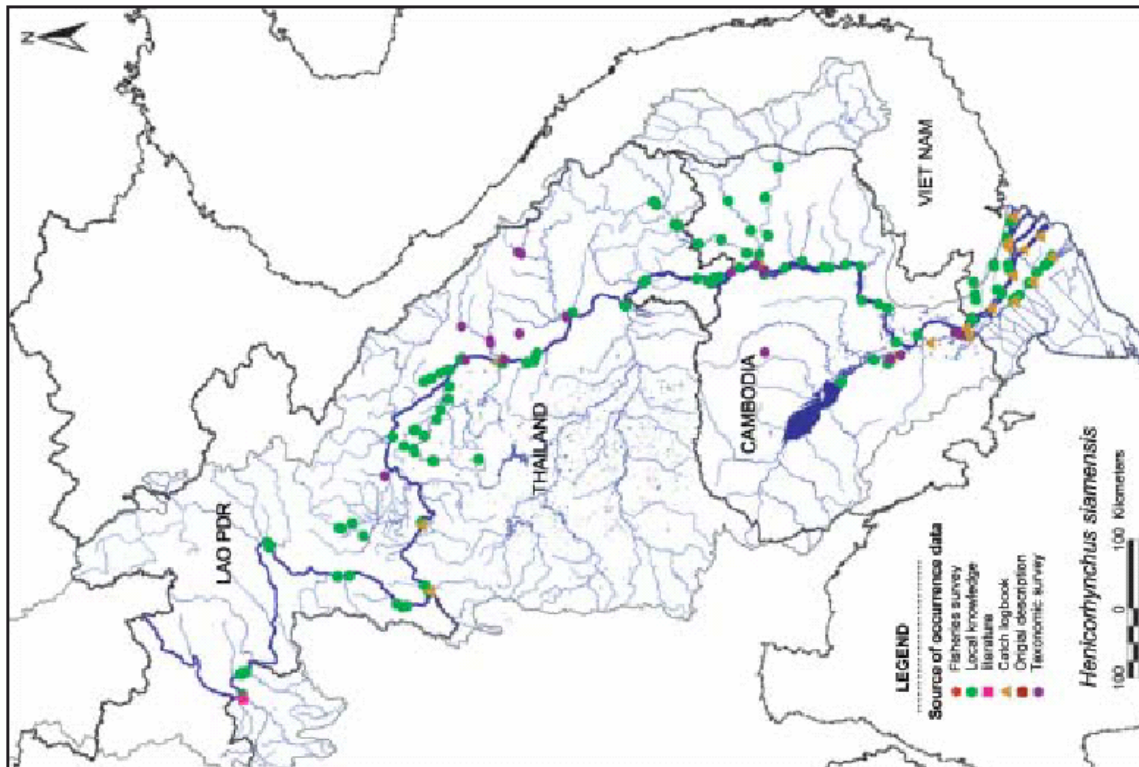 N
LAO PDR
THAILAND
CAMBODIA
VIET NAM
LEGEND
Source of occurrence data
Fisheries survey
Local knowledge
literature
Catch logbook
Origial description
Taxonomic survey
100 0 100 Kilometers
Henicorhynchus siamensis